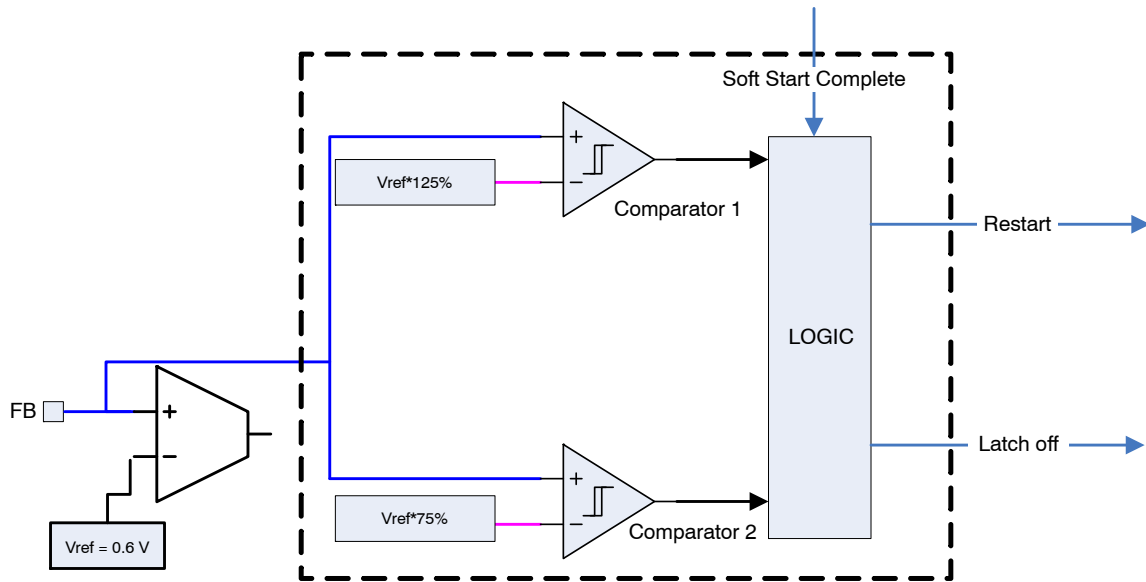 Soft Start Complete
+
Vref*125%
−
Comparator 1
Restart
LOGIC
FB
+
−
Latch off
+
Vref*75%
−
Comparator 2
Vref = 0.6 V